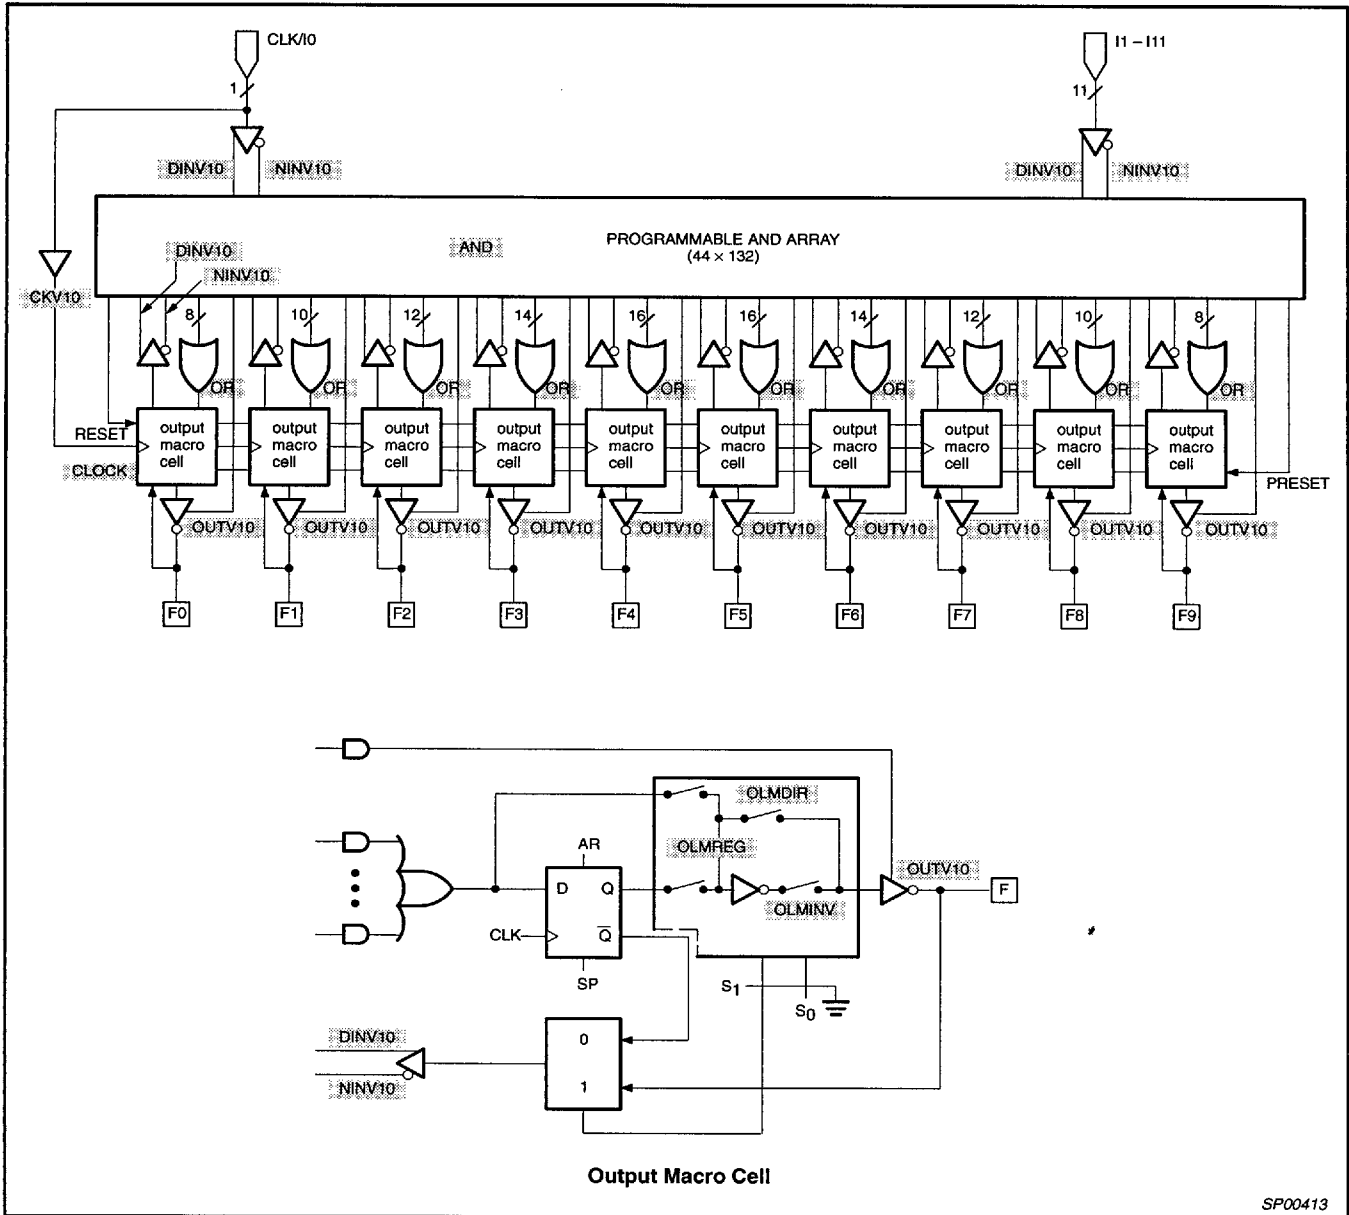 CLK/I0
I1 – I11
1
11
DINV10
NINV10
DINV10
NINV10
PROGRAMMABLE AND ARRAY
(44 × 132)
AND
DINV10
NINV10
CKV10
8
10
12
14
16
16
14
12
10
8
OR
OR
OR
OR
OR
OR
OR
OR
OR
OR
RESET
CLOCK
output
macro
cell
output
macro
cell
output
macro
cell
output
macro
cell
output
macro
cell
output
macro
cell
output
macro
cell
output
macro
cell
output
macro
cell
output
macro
cell
PRESET
OUTV10
OUTV10
OUTV10
OUTV10
OUTV10
OUTV10
OUTV10
OUTV10
OUTV10
OUTV10
F0
F1
F2
F3
F4
F5
F6
F7
F8
F9
OLMDIR
OLMREG
AR
D
Q
OUTV10
F
OLMINV
CLK
Q̅
SP
S1
S0
DINV10
NINV10
0
1
Output Macro Cell
SP00413